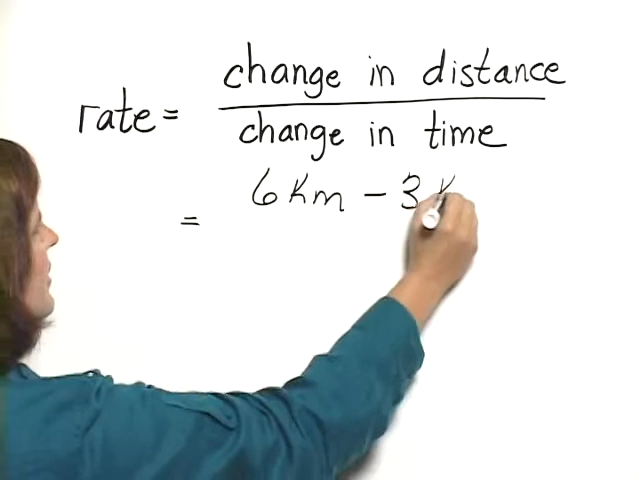 change in distance
rate =
change in time
= 6 Km - 3 K